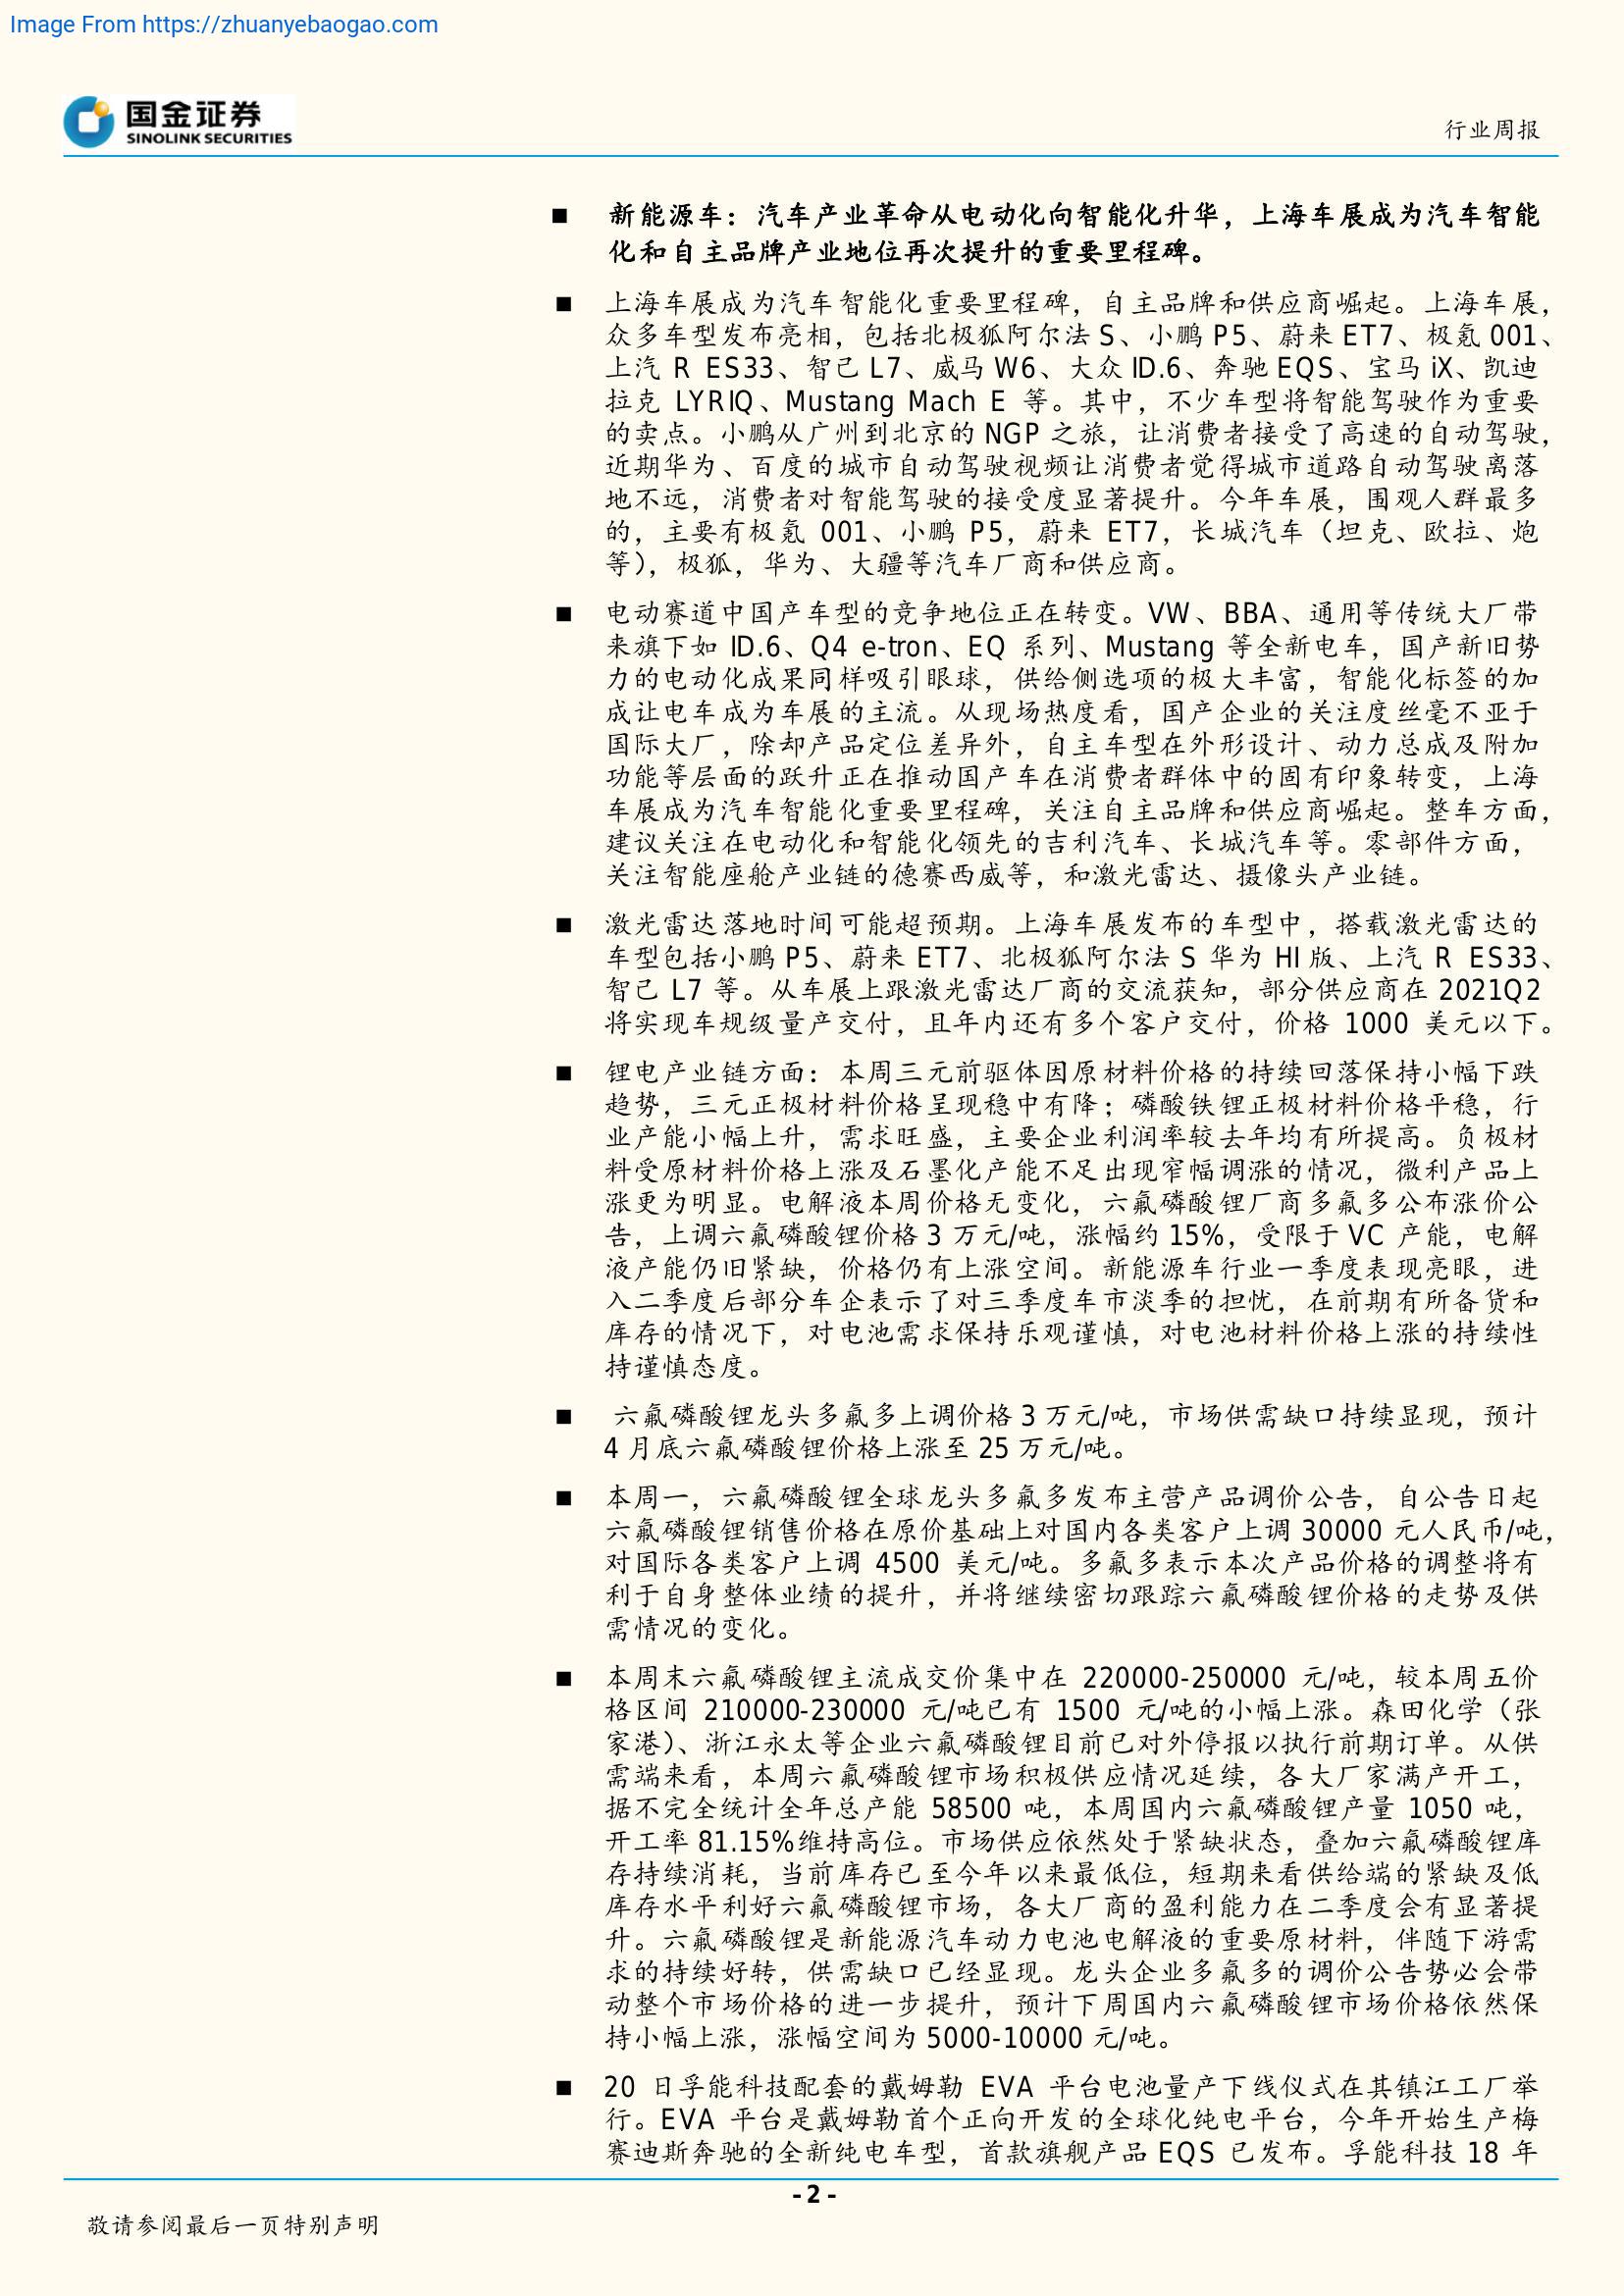 Image From https://zhuanyebaogao.com
国金证券
SINOLINK SECURITIES
行业周报
■ 新能源车：汽车产业革命从电动化向智能化升华，上海车展成为汽车智能
化和自主品牌产业地位再次提升的重要里程碑。
■ 上海车展成为汽车智能化重要里程碑，自主品牌和供应商崛起。上海车展，
众多车型发布亮相，包括北极狐阿尔法 S、小鹏 P5、蔚来 ET7、极氪 001、
上汽 R ES33、智己 L7、威马 W6、大众 ID.6、奔驰 EQS、宝马 iX、凯迪
拉克 LYRIQ、Mustang Mach E 等。其中，不少车型将智能驾驶作为重要
的卖点。小鹏从广州到北京的 NGP 之旅，让消费者接受了高速的自动驾驶，
近期华为、百度的城市自动驾驶视频让消费者觉得城市道路自动驾驶离落
地不远，消费者对智能驾驶的接受度显著提升。今年车展，围观人群最多
的，主要有极氪 001、小鹏 P5，蔚来 ET7，长城汽车（坦克、欧拉、炮
等），极狐，华为、大疆等汽车厂商和供应商。
■ 电动赛道中国产车型的竞争地位正在转变。VW、BBA、通用等传统大厂带
来旗下如 ID.6、Q4 e-tron、EQ 系列、Mustang 等全新电车，国产新旧势
力的电动化成果同样吸引眼球，供给侧选项的极大丰富，智能化标签的加
成让电车成为车展的主流。从现场热度看，国产企业的关注度丝毫不亚于
国际大厂，除却产品定位差异外，自主车型在外形设计、动力总成及附加
功能等层面的跃升正在推动国产车在消费者群体中的固有印象转变，上海
车展成为汽车智能化重要里程碑，关注自主品牌和供应商崛起。整车方面，
建议关注在电动化和智能化领先的吉利汽车、长城汽车等。零部件方面，
关注智能座舱产业链的德赛西威等，和激光雷达、摄像头产业链。
■ 激光雷达落地时间可能超预期。上海车展发布的车型中，搭载激光雷达的
车型包括小鹏 P5、蔚来 ET7、北极狐阿尔法 S 华为 HI 版、上汽 R ES33、
智己 L7 等。从车展上跟激光雷达厂商的交流获知，部分供应商在 2021Q2
将实现车规级量产交付，且年内还有多个客户交付，价格 1000 美元以下。
■ 锂电产业链方面：本周三元前驱体因原材料价格的持续回落保持小幅下跌
趋势，三元正极材料价格呈现稳中有降；磷酸铁锂正极材料价格平稳，行
业产能小幅上升，需求旺盛，主要企业利润率较去年均有所提高。负极材
料受原材料价格上涨及石墨化产能不足出现窄幅调涨的情况，微利产品上
涨更为明显。电解液本周价格无变化，六氟磷酸锂厂商多氟多公布涨价公
告，上调六氟磷酸锂价格 3 万元/吨，涨幅约 15%，受限于 VC 产能，电解
液产能仍旧紧缺，价格仍有上涨空间。新能源车行业一季度表现亮眼，进
入二季度后部分车企表示了对三季度车市淡季的担忧，在前期有所备货和
库存的情况下，对电池需求保持乐观谨慎，对电池材料价格上涨的持续性
持谨慎态度。
■ 六氟磷酸锂龙头多氟多上调价格 3 万元/吨，市场供需缺口持续显现，预计
4 月底六氟磷酸锂价格上涨至 25 万元/吨。
■ 本周一，六氟磷酸锂全球龙头多氟多发布主营产品调价公告，自公告日起
六氟磷酸锂销售价格在原价基础上对国内各类客户上调 30000 元人民币/吨，
对国际各类客户上调 4500 美元/吨。多氟多表示本次产品价格的调整将有
利于自身整体业绩的提升，并将继续密切跟踪六氟磷酸锂价格的走势及供
需情况的变化。
■ 本周末六氟磷酸锂主流成交价集中在 220000-250000 元/吨，较本周五价
格区间 210000-230000 元/吨已有 1500 元/吨的小幅上涨。森田化学（张
家港）、浙江永太等企业六氟磷酸锂目前已对外停报以执行前期订单。从供
需端来看，本周六氟磷酸锂市场积极供应情况延续，各大厂家满产开工，
据不完全统计全年总产能 58500 吨，本周国内六氟磷酸锂产量 1050 吨，
开工率 81.15%维持高位。市场供应依然处于紧缺状态，叠加六氟磷酸锂库
存持续消耗，当前库存已至今年以来最低位，短期来看供给端的紧缺及低
库存水平利好六氟磷酸锂市场，各大厂商的盈利能力在二季度会有显著提
升。六氟磷酸锂是新能源汽车动力电池电解液的重要原材料，伴随下游需
求的持续好转，供需缺口已经显现。龙头企业多氟多的调价公告势必会带
动整个市场价格的进一步提升，预计下周国内六氟磷酸锂市场价格依然保
持小幅上涨，涨幅空间为 5000-10000 元/吨。
■ 20 日孚能科技配套的戴姆勒 EVA 平台电池量产下线仪式在其镇江工厂举
行。EVA 平台是戴姆勒首个正向开发的全球化纯电平台，今年开始生产梅
赛迪斯奔驰的全新纯电车型，首款旗舰产品 EQS 已发布。孚能科技 18 年
- 2 -
敬请参阅最后一页特别声明